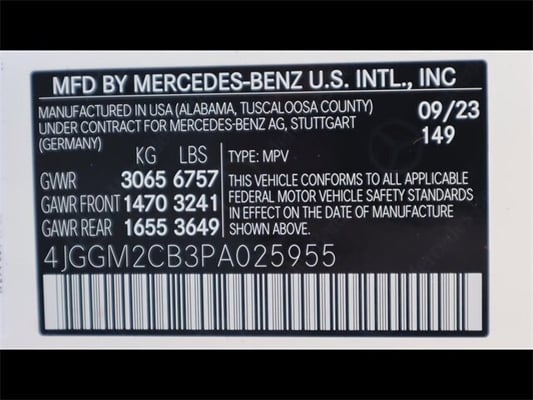 MFD BY MERCEDES-BENZ U.S. INTL., INC
MANUFACTURED IN USA (ALABAMA, TUSCALOOSA COUNTY) 09/23
UNDER CONTRACT FOR MERCEDES-BENZ AG, STUTTGART 149
(GERMANY)
KG LBS TYPE: MPV
GVWR 3065 6757 THIS VEHICLE CONFORMS TO ALL APPLICABLE
GAWR FRONT 1470 3241 FEDERAL MOTOR VEHICLE SAFETY STANDARDS
GAWR REAR 1655 3649 IN EFFECT ON THE DATE OF MANUFACTURE
SHOWN ABOVE.
4JGGM2CB3PA025955